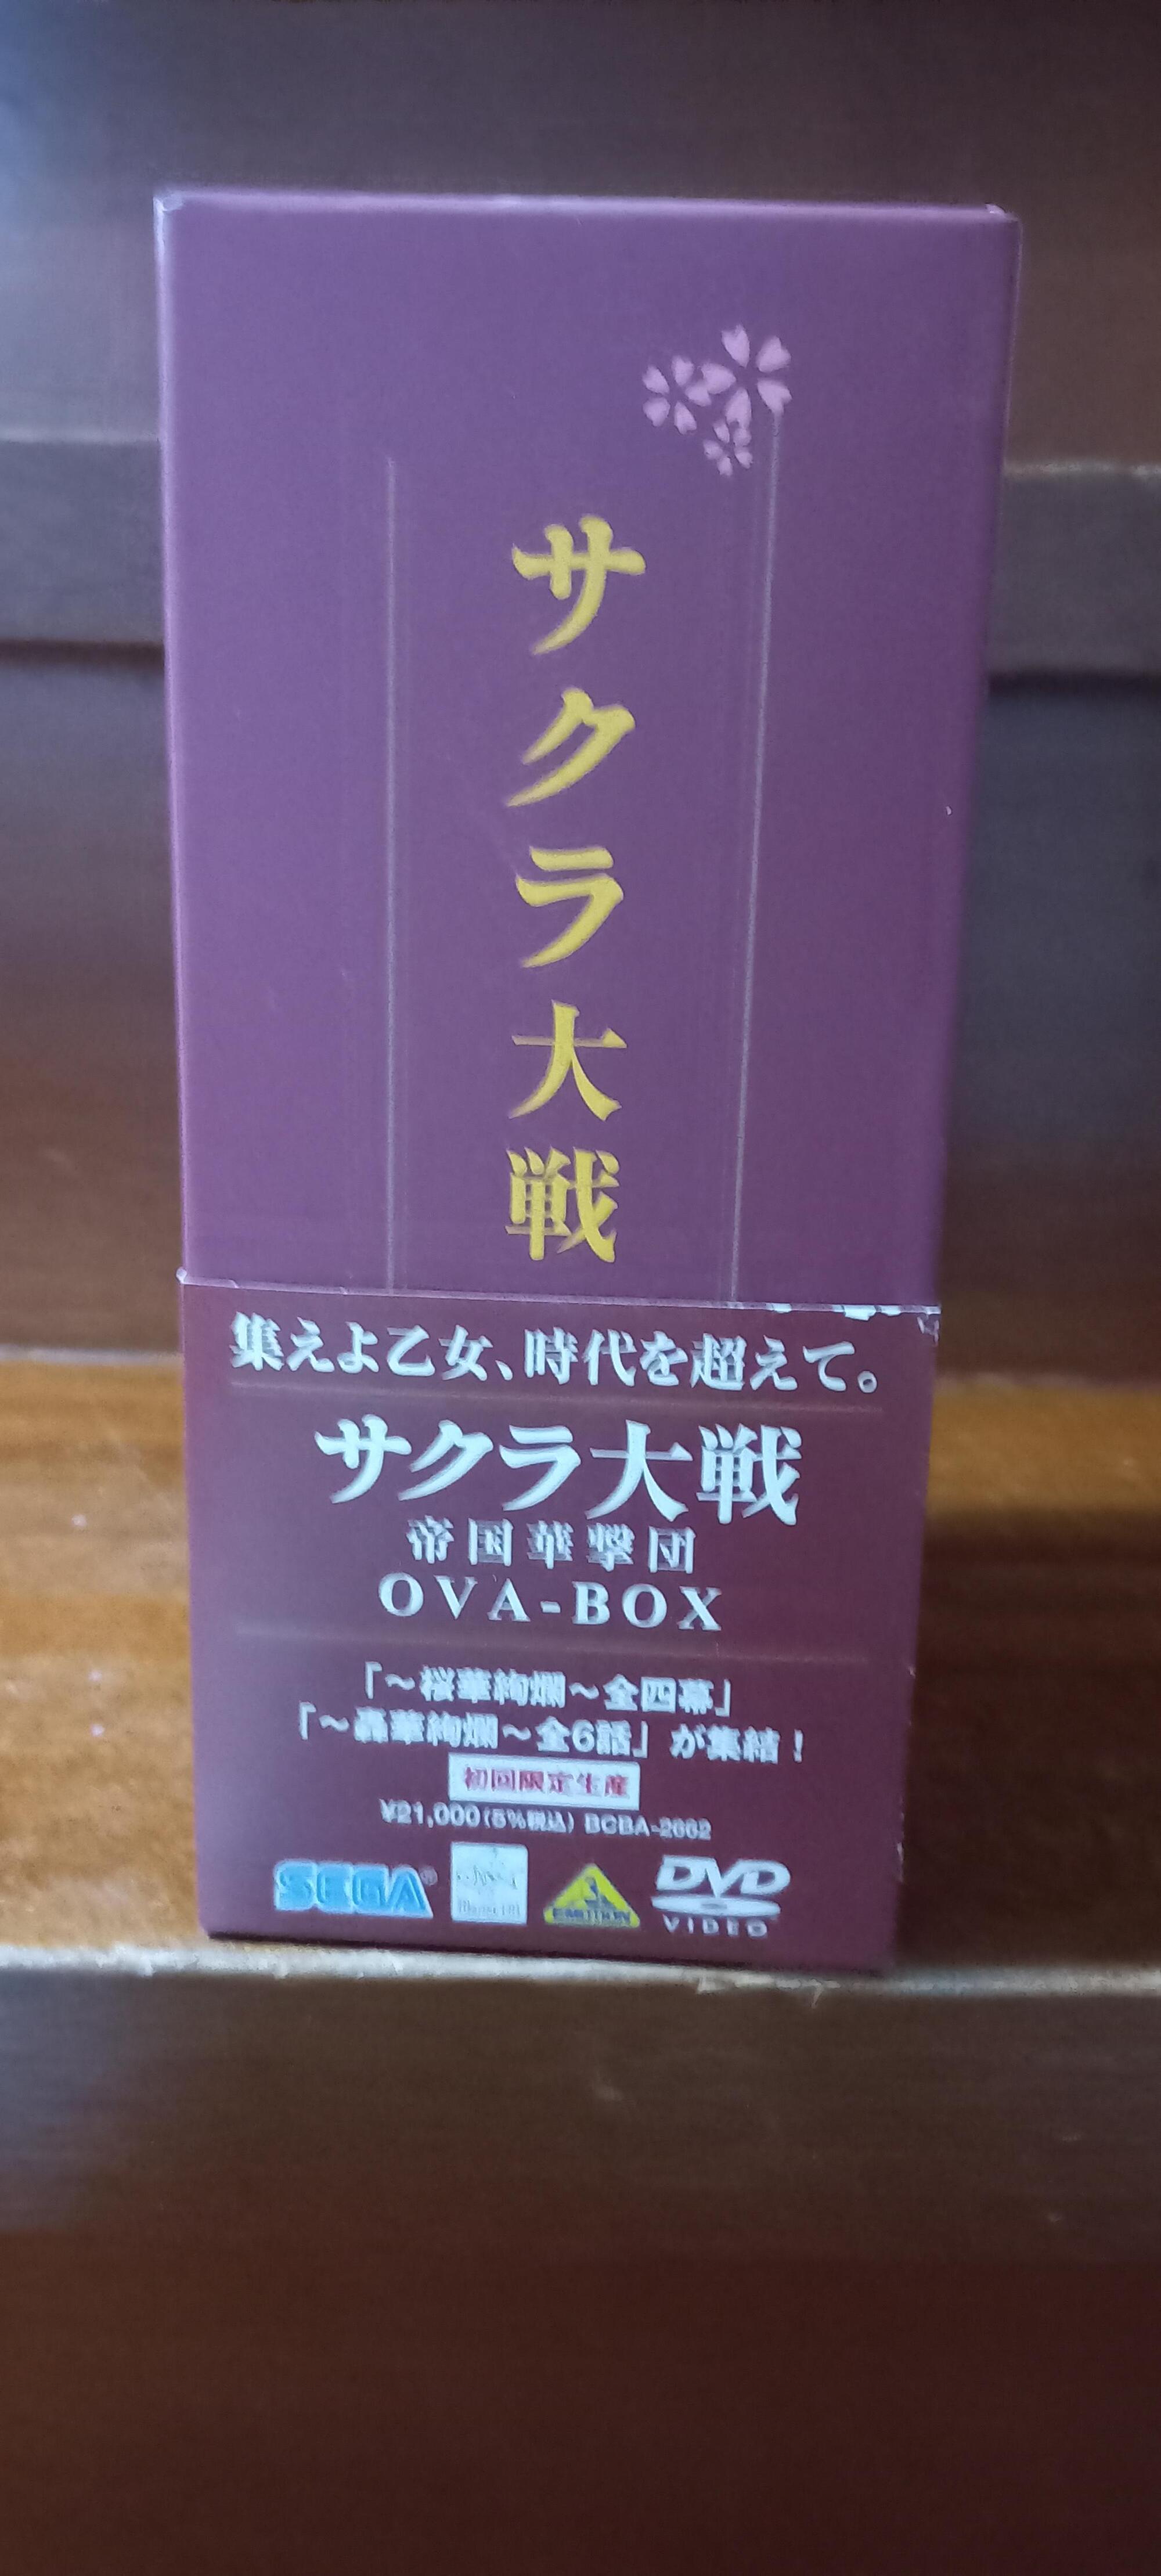 サクラ大戦
集えよ乙女、時代を超えて。
サクラ大戦
帝国華撃団
OVA-BOX
「～桜華絢爛～全四幕」
「～轟華絢爛～全6話」が集結!
初回限定生産
¥21,000(5%税込) BCBA-2662
SEGA®
EMOTION
DVD
VIDEO